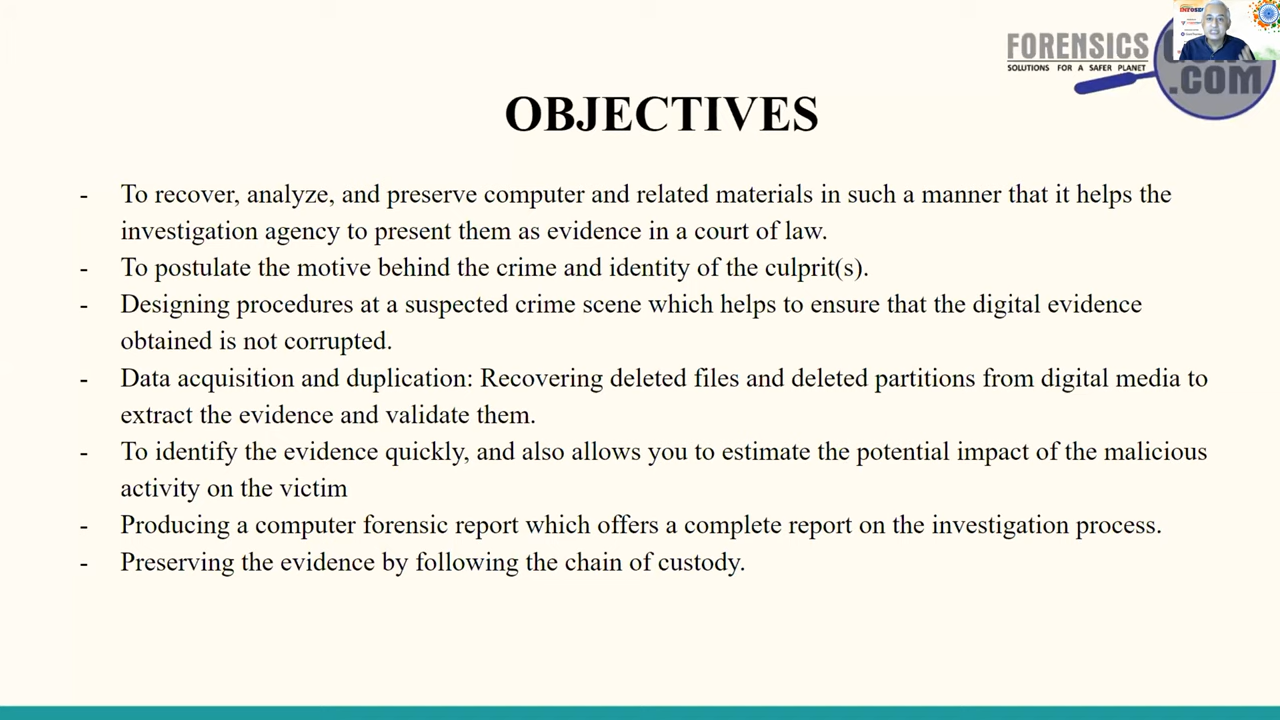 FORENSICS
SOLUTIONS FOR A SAFER PLANET
.COM
OBJECTIVES
- To recover, analyze, and preserve computer and related materials in such a manner that it helps the
investigation agency to present them as evidence in a court of law.
- To postulate the motive behind the crime and identity of the culprit(s).
- Designing procedures at a suspected crime scene which helps to ensure that the digital evidence
obtained is not corrupted.
- Data acquisition and duplication: Recovering deleted files and deleted partitions from digital media to
extract the evidence and validate them.
- To identify the evidence quickly, and also allows you to estimate the potential impact of the malicious
activity on the victim
- Producing a computer forensic report which offers a complete report on the investigation process.
- Preserving the evidence by following the chain of custody.